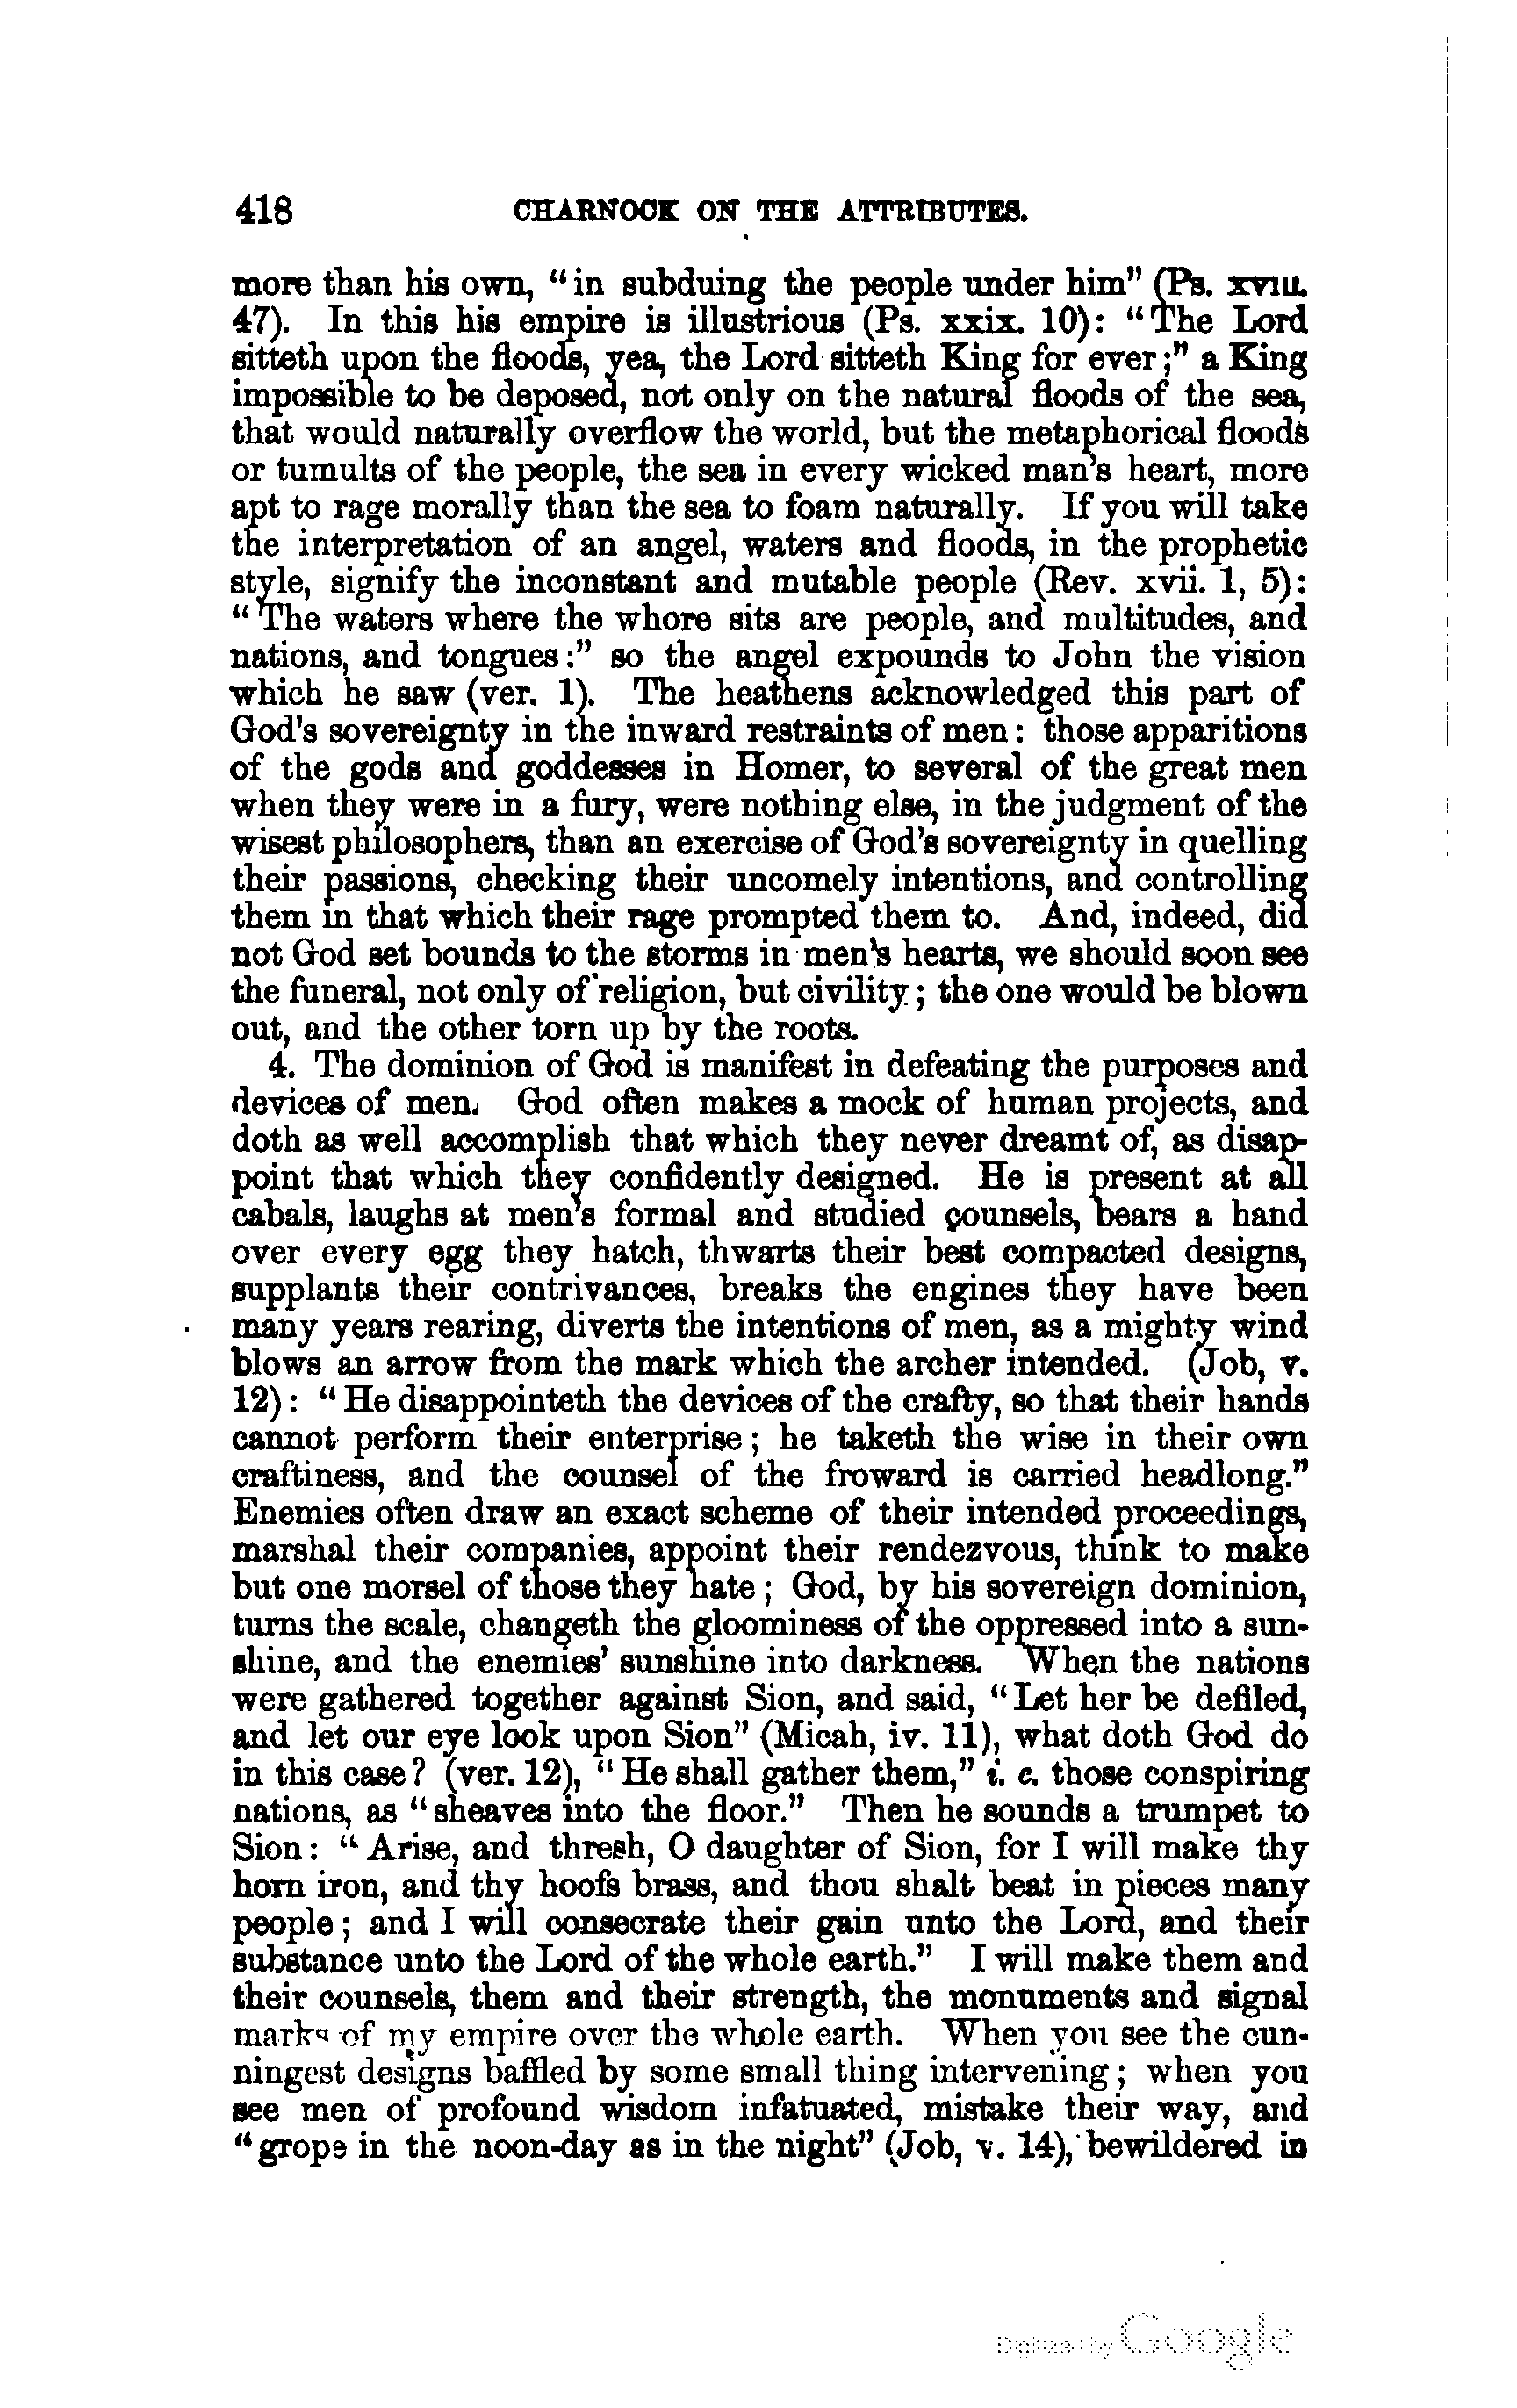 418 CHARNOCK ON THE ATTRIBUTES.
more than his own, "in subduing the people under him" (Ps. xviii.
47). In this his empire is illustrious (Ps. xxix. 10): "The Lord
sitteth upon the floods, yea, the Lord sitteth King for ever;" a King
impossible to be deposed, not only on the natural floods of the sea,
that would naturally overflow the world, but the metaphorical floods
or tumults of the people, the sea in every wicked man's heart, more
apt to rage morally than the sea to foam naturally. If you will take
the interpretation of an angel, waters and floods, in the prophetic
style, signify the inconstant and mutable people (Rev. xvii. 1, 5):
"The waters where the whore sits are people, and multitudes, and
nations, and tongues:" so the angel expounds to John the vision
which he saw (ver. 1). The heathens acknowledged this part of
God's sovereignty in the inward restraints of men: those apparitions
of the gods and goddesses in Homer, to several of the great men
when they were in a fury, were nothing else, in the judgment of the
wisest philosophers, than an exercise of God's sovereignty in quelling
their passions, checking their uncomely intentions, and controlling
them in that which their rage prompted them to. And, indeed, did
not God set bounds to the storms in men's hearts, we should soon see
the funeral, not only of religion, but civility; the one would be blown
out, and the other torn up by the roots.
4. The dominion of God is manifest in defeating the purposes and
devices of men. God often makes a mock of human projects, and
doth as well accomplish that which they never dreamt of, as disap-
point that which they confidently designed. He is present at all
cabals, laughs at men's formal and studied counsels, bears a hand
over every egg they hatch, thwarts their best compacted designs,
supplants their contrivances, breaks the engines they have been
many years rearing, diverts the intentions of men, as a mighty wind
blows an arrow from the mark which the archer intended. (Job, v.
12): "He disappointeth the devices of the crafty, so that their hands
cannot perform their enterprise; he taketh the wise in their own
craftiness, and the counsel of the froward is carried headlong."
Enemies often draw an exact scheme of their intended proceedings,
marshal their companies, appoint their rendezvous, think to make
but one morsel of those they hate; God, by his sovereign dominion,
turns the scale, changeth the gloominess of the oppressed into a sun-
shine, and the enemies' sunshine into darkness. When the nations
were gathered together against Sion, and said, "Let her be defiled,
and let our eye look upon Sion" (Micah, iv. 11), what doth God do
in this case? (ver. 12), "He shall gather them," i. e. those conspiring
nations, as "sheaves into the floor." Then he sounds a trumpet to
Sion: "Arise, and thresh, O daughter of Sion, for I will make thy
horn iron, and thy hoofs brass, and thou shalt beat in pieces many
people; and I will consecrate their gain unto the Lord, and their
substance unto the Lord of the whole earth." I will make them and
their counsels, them and their strength, the monuments and signal
marks of my empire over the whole earth. When you see the cun-
ningest designs baffled by some small thing intervening; when you
see men of profound wisdom infatuated, mistake their way, and
"grope in the noon-day as in the night" (Job, v. 14), bewildered in
Digitized by Google